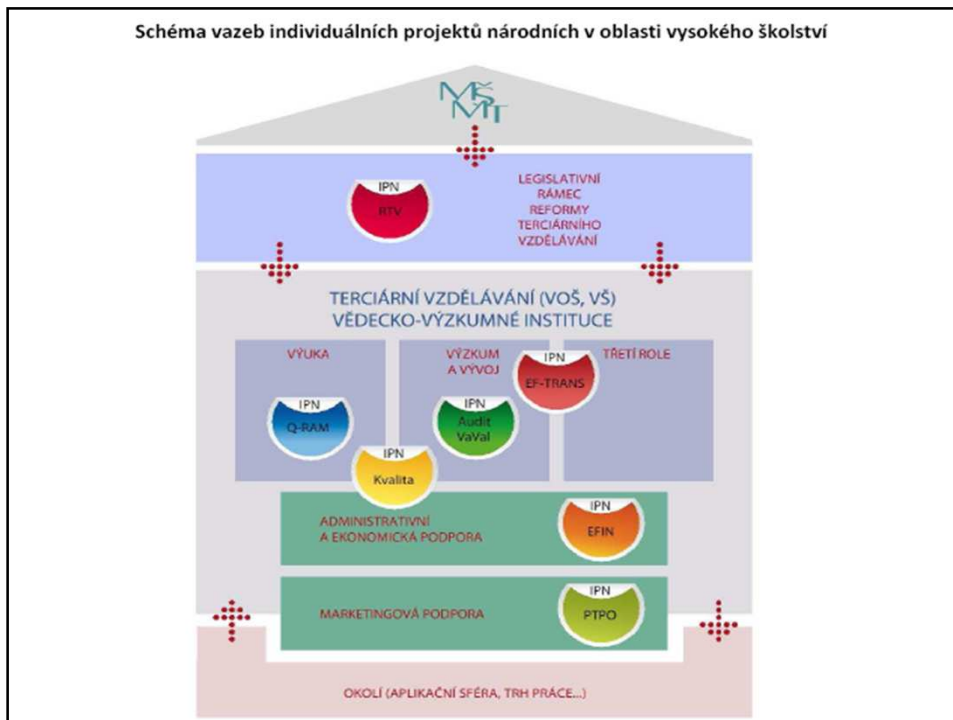 Schéma vazeb individuálních projektů národních v oblasti vysokého školství
MŠ
MT
IPN
RTV
LEGISLATIVNÍ
RÁMEC
REFORMY
TERCIÁRNÍHO
VZDĚLÁVÁNÍ
TERCIÁRNÍ VZDĚLÁVÁNÍ (VOŠ, VŠ)
VĚDECKO-VÝZKUMNÉ INSTITUCE
VÝUKA
VÝZKUM
A VÝVOJ
TŘETÍ ROLE
IPN
EF-TRANS
IPN
Q-RAM
IPN
Audit
VaVaI
IPN
Kvalita
ADMINISTRATIVNÍ
A EKONOMICKÁ PODPORA
IPN
EFIN
MARKETINGOVÁ PODPORA
IPN
PTPO
OKOLÍ (APLIKAČNÍ SFÉRA, TRH PRÁCE...)